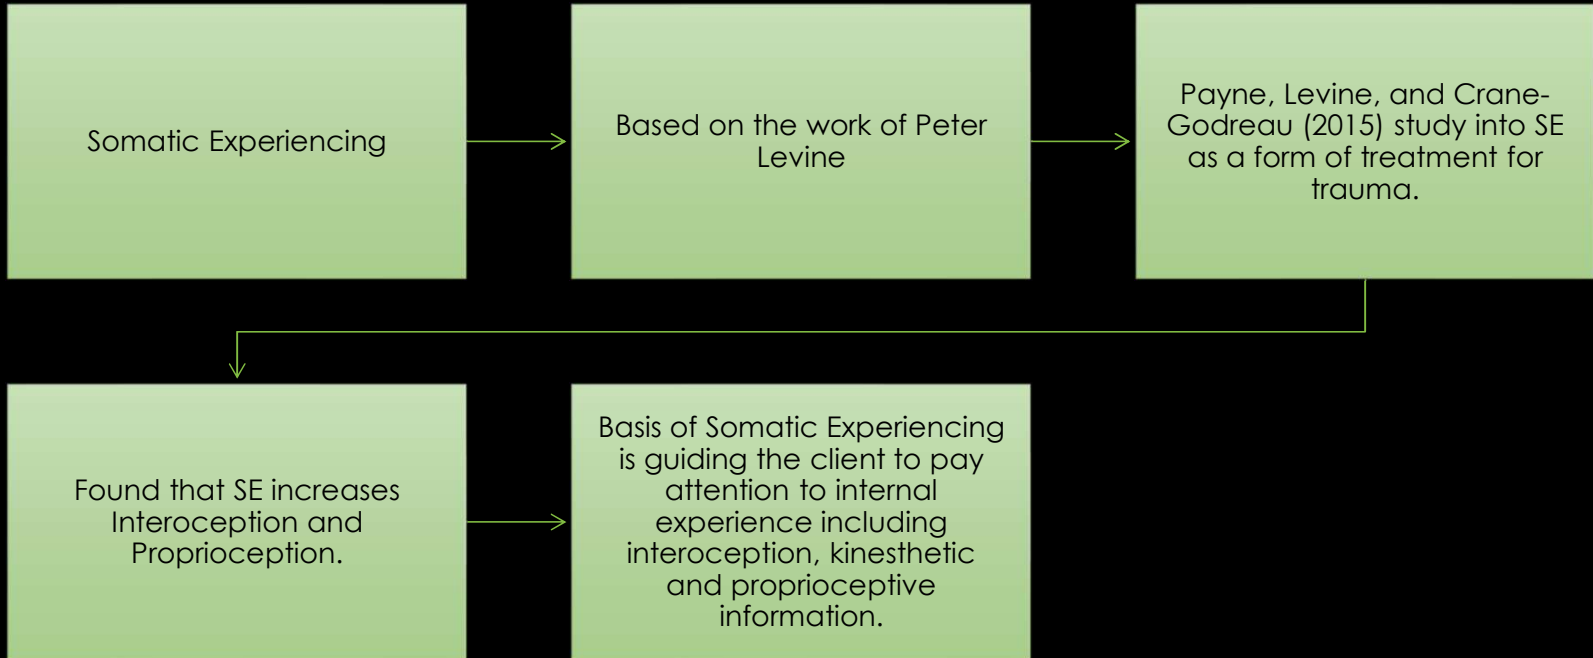 Somatic Experiencing
Based on the work of Peter
Levine
Payne, Levine, and Crane-
Godreau (2015) study into SE
as a form of treatment for
trauma.
Found that SE increases
Interoception and
Proprioception.
Basis of Somatic Experiencing
is guiding the client to pay
attention to internal
experience including
interoception, kinesthetic
and proprioceptive
information.